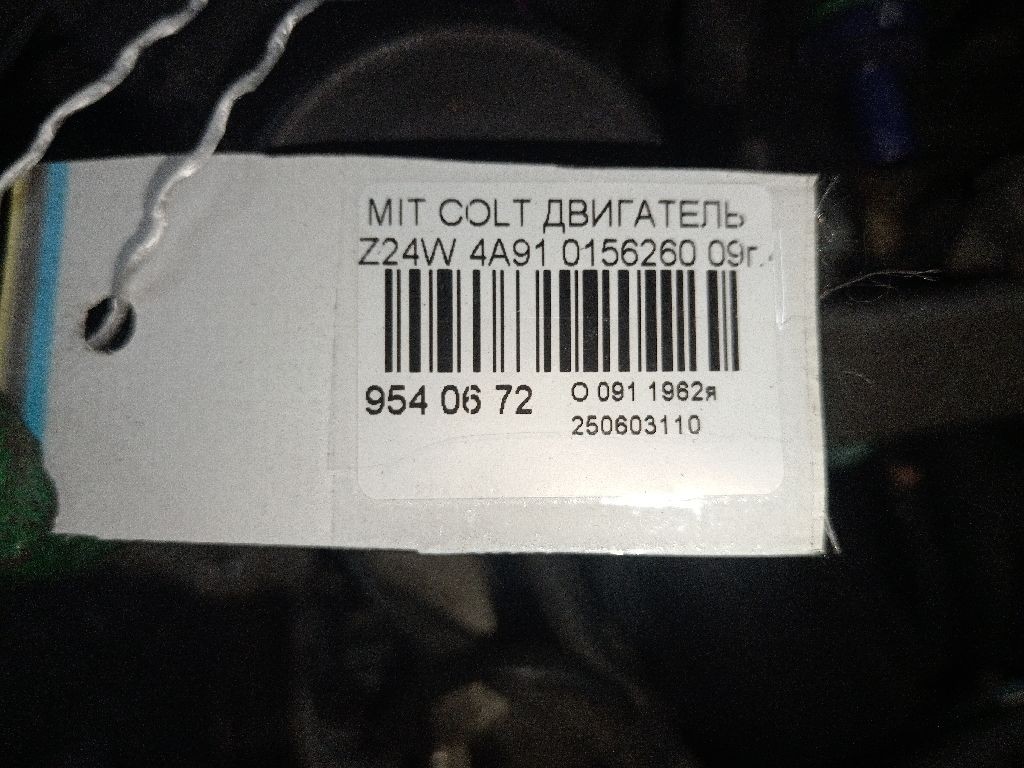 MIT COLT ДВИГАТЕЛЬ
Z24W 4A91 0156260 09г.
954 06 72
О 091 1962я
250603110